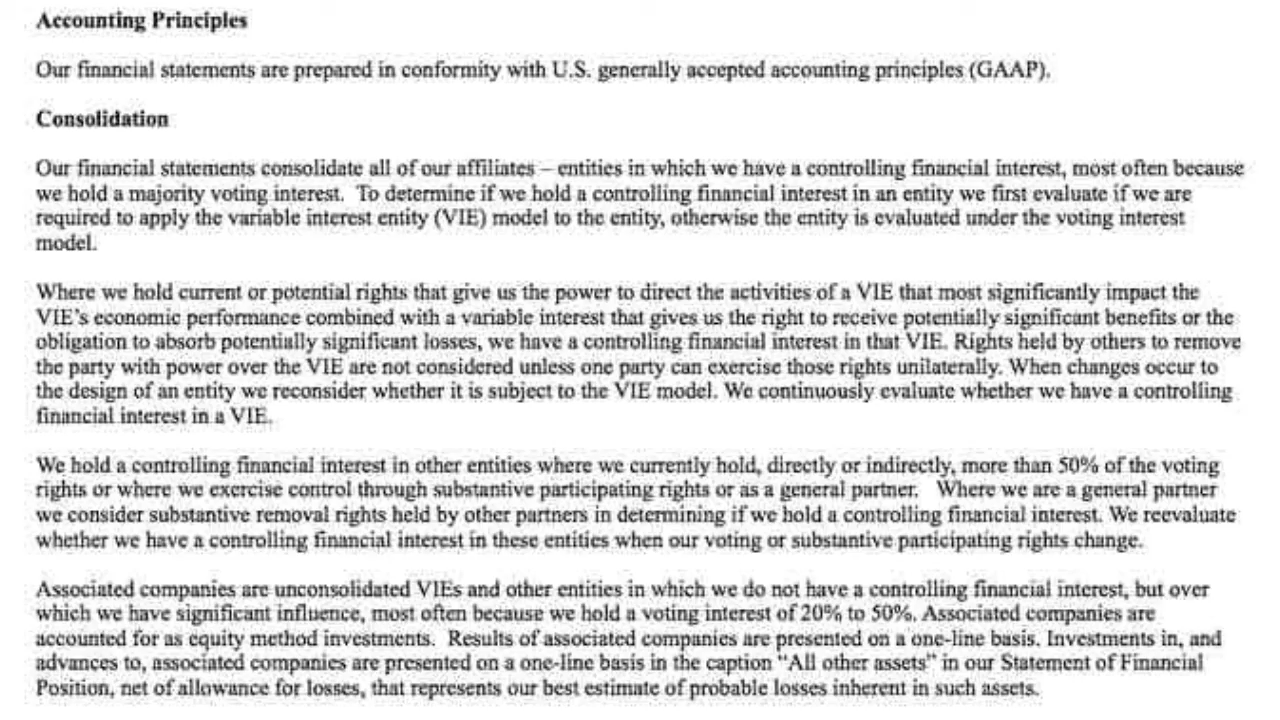 Accounting Principles
Our financial statements are prepared in conformity with U.S. generally accepted accounting principles (GAAP).
Consolidation
Our financial statements consolidate all of our affiliates – entities in which we have a controlling financial interest, most often because
we hold a majority voting interest.  To determine if we hold a controlling financial interest in an entity we first evaluate if we are
required to apply the variable interest entity (VIE) model to the entity, otherwise the entity is evaluated under the voting interest
model.
Where we hold current or potential rights that give us the power to direct the activities of a VIE that most significantly impact the
VIE's economic performance combined with a variable interest that gives us the right to receive potentially significant benefits or the
obligation to absorb potentially significant losses, we have a controlling financial interest in that VIE. Rights held by others to remove
the party with power over the VIE are not considered unless one party can exercise those rights unilaterally. When changes occur to
the design of an entity we reconsider whether it is subject to the VIE model. We continuously evaluate whether we have a controlling
financial interest in a VIE.
We hold a controlling financial interest in other entities where we currently hold, directly or indirectly, more than 50% of the voting
rights or where we exercise control through substantive participating rights or as a general partner.   Where we are a general partner
we consider substantive removal rights held by other partners in determining if we hold a controlling financial interest. We reevaluate
whether we have a controlling financial interest in these entities when our voting or substantive participating rights change.
Associated companies are unconsolidated VIEs and other entities in which we do not have a controlling financial interest, but over
which we have significant influence, most often because we hold a voting interest of 20% to 50%. Associated companies are
accounted for as equity method investments.  Results of associated companies are presented on a one-line basis. Investments in, and
advances to, associated companies are presented on a one-line basis in the caption "All other assets" in our Statement of Financial
Position, net of allowance for losses, that represents our best estimate of probable losses inherent in such assets.